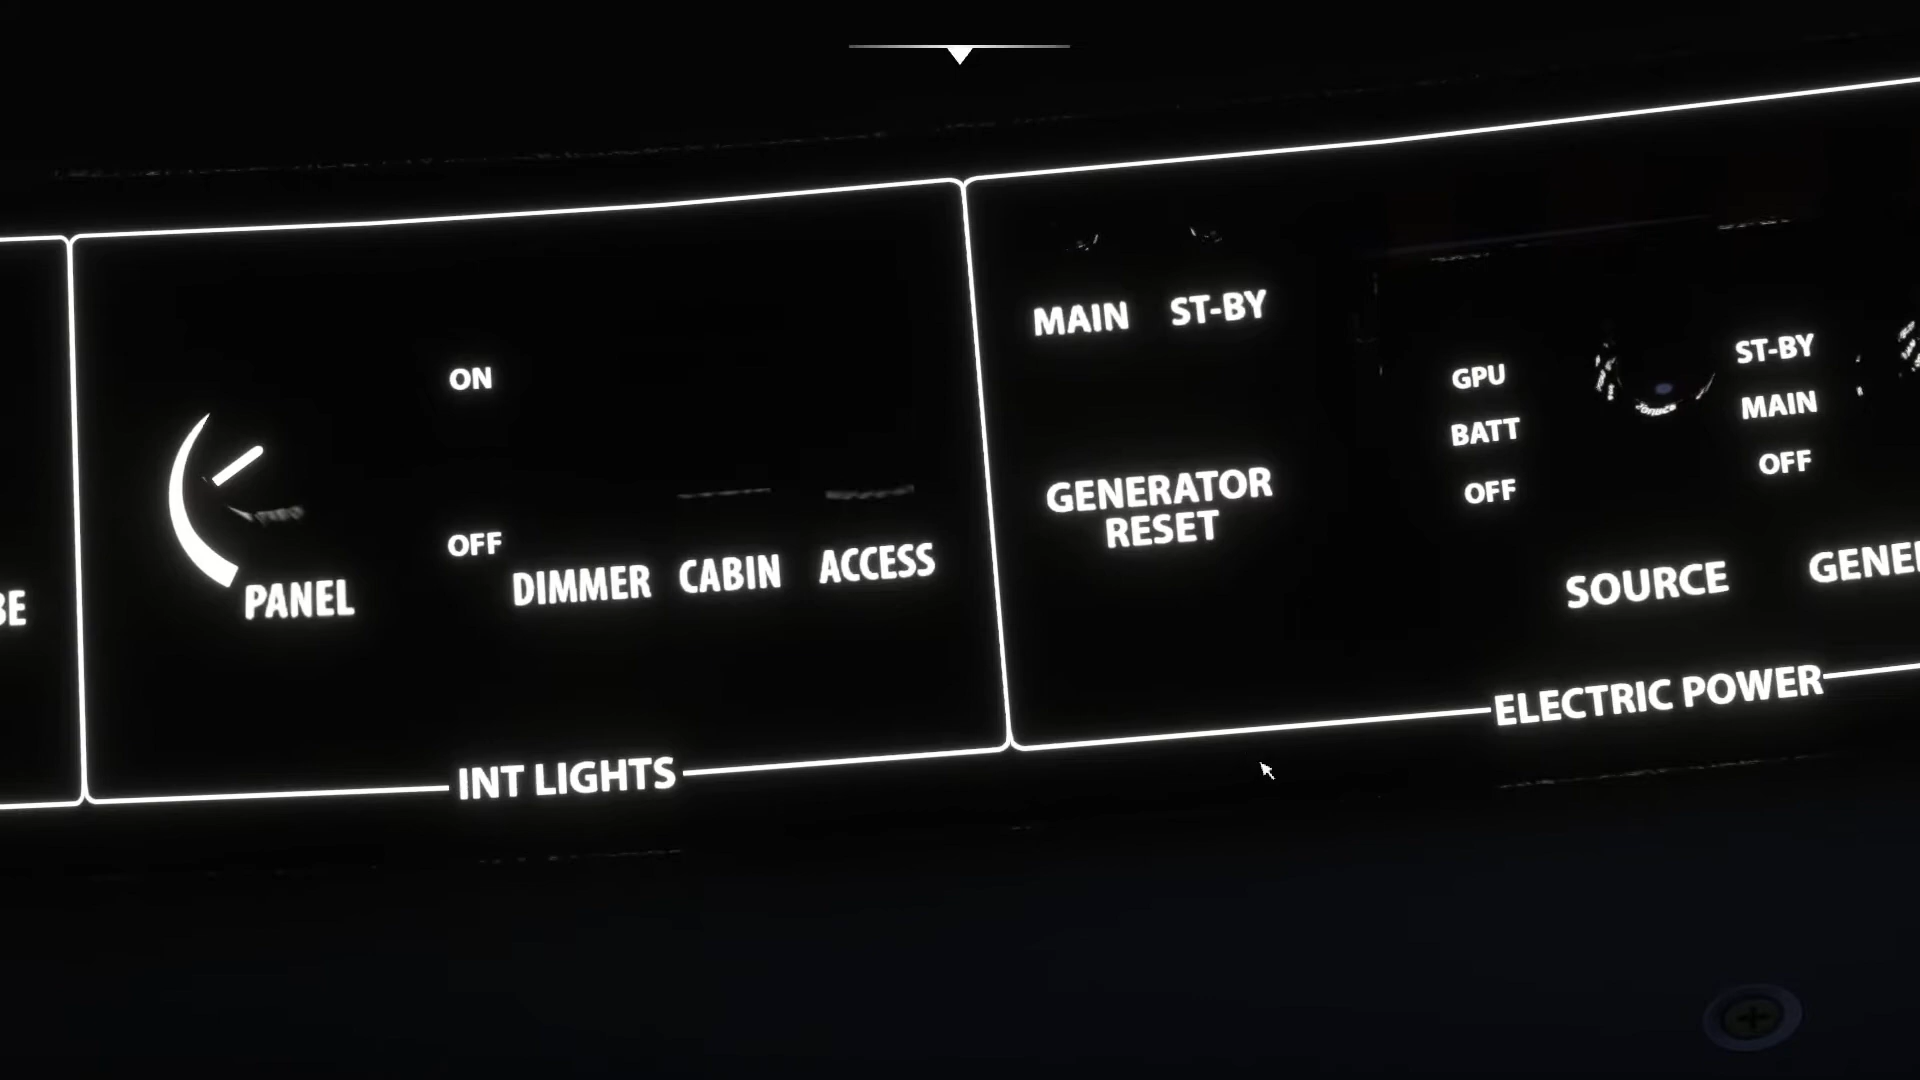 BE
PANEL
ON
OFF
DIMMER
CABIN
ACCESS
INT LIGHTS
MAIN
ST-BY
GENERATOR
RESET
GPU
BATT
OFF
SOURCE
ST-BY
MAIN
OFF
GENE
ELECTRIC POWER